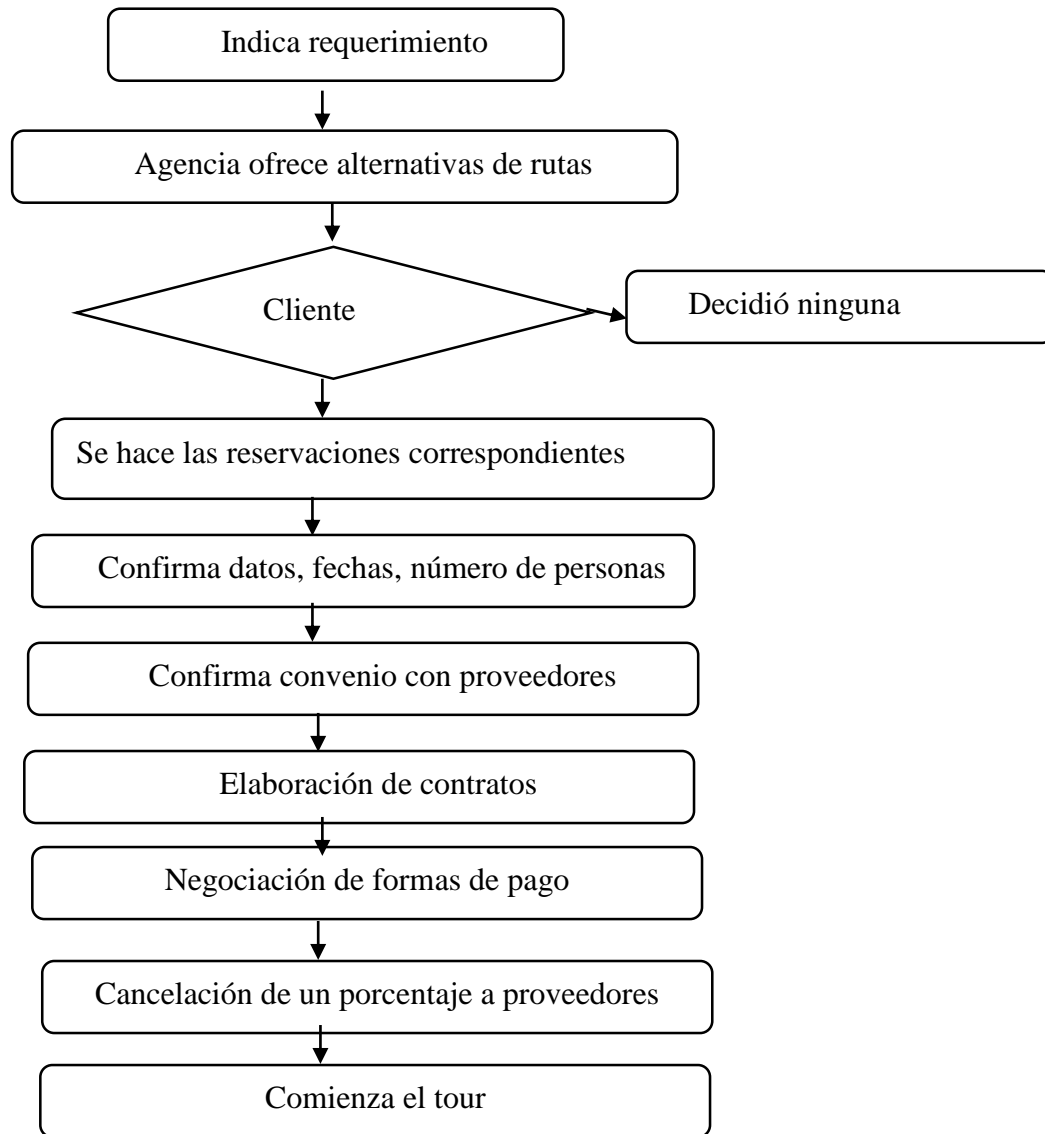 Indica requerimiento
Agencia ofrece alternativas de rutas
Cliente
Decidió ninguna
Se hace las reservaciones correspondientes
Confirma datos, fechas, número de personas
Confirma convenio con proveedores
Elaboración de contratos
Negociación de formas de pago
Cancelación de un porcentaje a proveedores
Comienza el tour